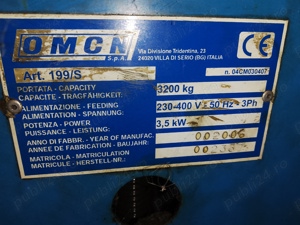 OMCN
S.p.A.
Via Divisione Tridentina, 23
24020 VILLA DI SERIO (BG) ITALIA
CE
Art. 199/S
n. 04CM030407
PORTATA - CAPACITY
CAPACITE - TRAGFÄHIGKEIT:
3200 kg
ALIMENTAZIONE - FEEDING
ALIMENTATION - SPANNUNG:
230-400 V - 50 Hz - 3Ph
POTENZA - POWER
PUISSANCE - LEISTUNG:
3,5 kW
ANNO DI FABBR. - YEAR OF MANUFAC.
ANNEE DE FABRICATION - BAUJAHR:
002006
MATRICOLA - MATRICULATION
MATRICULE - HERSTELL-NR.: